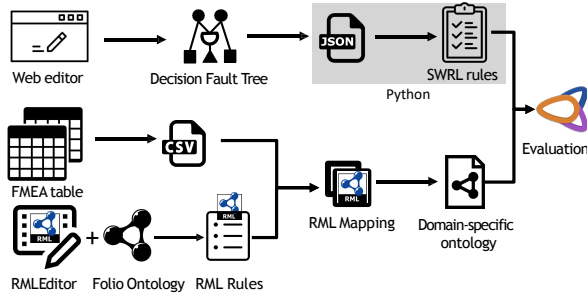 JSON
Web editor
Decision Fault Tree
SWRL rules
Python
CSV
Evaluation
FMEA table
RML
RML Mapping
Domain-specific
ontology
RML
RML
RMLEditor
+
Folio Ontology
RML Rules